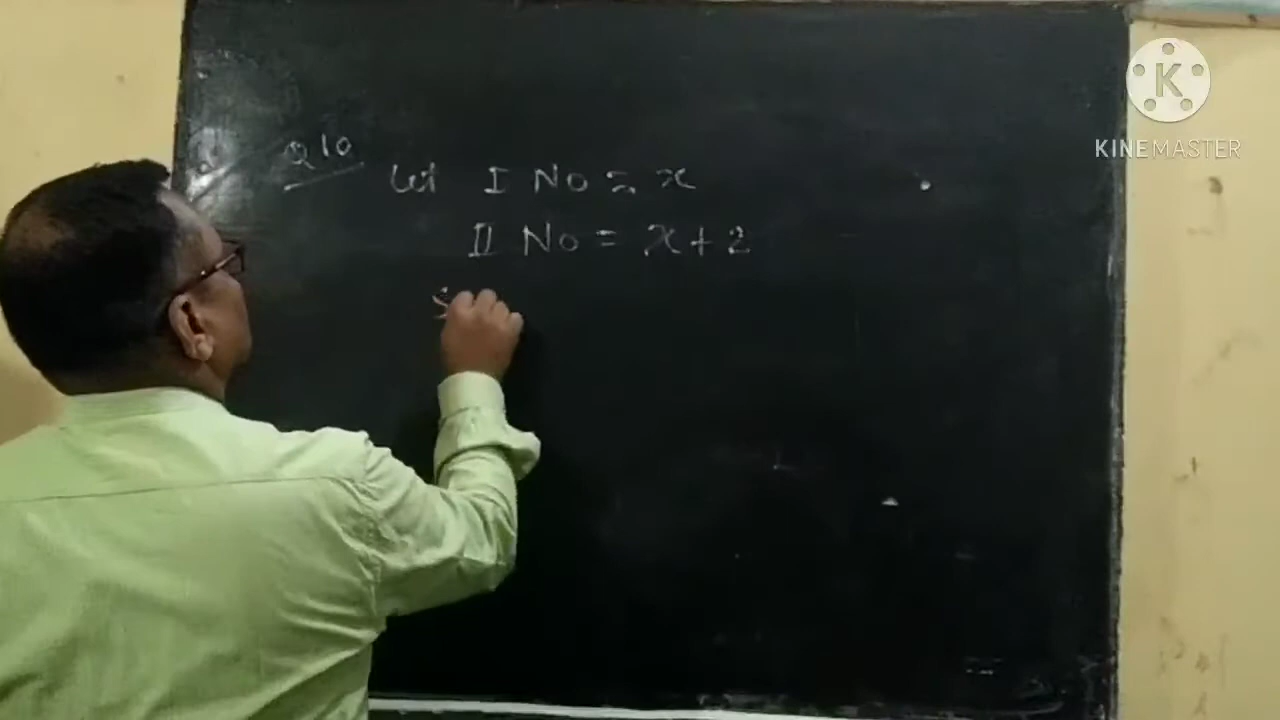 Q10
Let I No = x
II No = x + 2
S
K
KINEMASTER